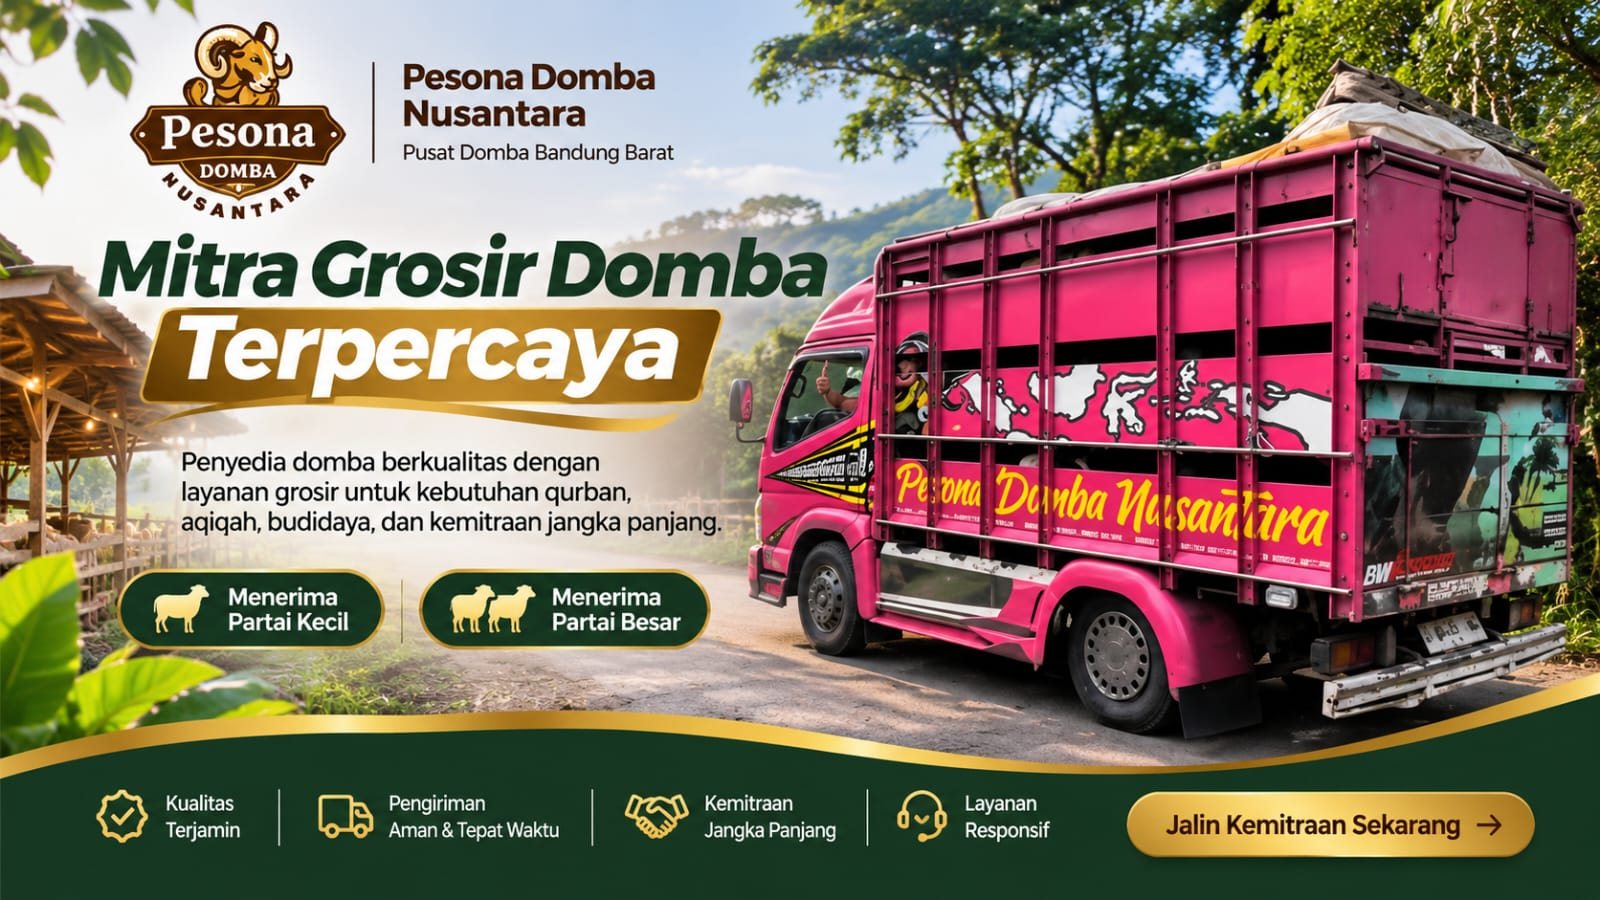 Pesona
DOMBA
NUSANTARA
Pesona Domba
Nusantara
Pusat Domba Bandung Barat
Mitra Grosir Domba
Terpercaya
Penyedia domba berkualitas dengan
layanan grosir untuk kebutuhan qurban,
aqiqah, budidaya, dan kemitraan jangka panjang.
Menerima
Partai Kecil
Menerima
Partai Besar
Pesona Domba Nusantara
BW
Kualitas
Terjamin
Pengiriman
Aman & Tepat Waktu
Kemitraan
Jangka Panjang
Layanan
Responsif
Jalin Kemitraan Sekarang →